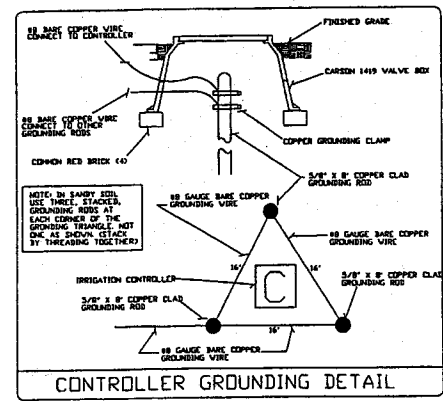 #8 BARE COPPER WIRE
CONNECT TO CONTROLLER
FINISHED GRADE
CARSON 1419 VALVE BOX
#8 BARE COPPER WIRE
CONNECT TO OTHER
GROUNDING RODS
COPPER GROUNDING CLAMP
COMMON RED BRICK (4)
5/8" X 8' COPPER CLAD
GROUNDING ROD
NOTE: IN SANDY SOIL
USE THREE, STACKED,
GROUNDING RODS AT
EACH CORNER OF THE
GROUNDING TRIANGLE, NOT
ONE AS SHOWN. (STACK
BY THREADING TOGETHER)
#8 GAUGE BARE COPPER
GROUNDING WIRE
#8 GAUGE BARE COPPER
GROUNDING WIRE
16'
16'
IRRIGATION CONTROLLER
C
5/8" X 8' COPPER CLAD
GROUNDING ROD
5/8" X 8' COPPER CLAD
GROUNDING ROD
16'
#8 GAUGE BARE COPPER
GROUNDING WIRE
CONTROLLER GROUNDING DETAIL